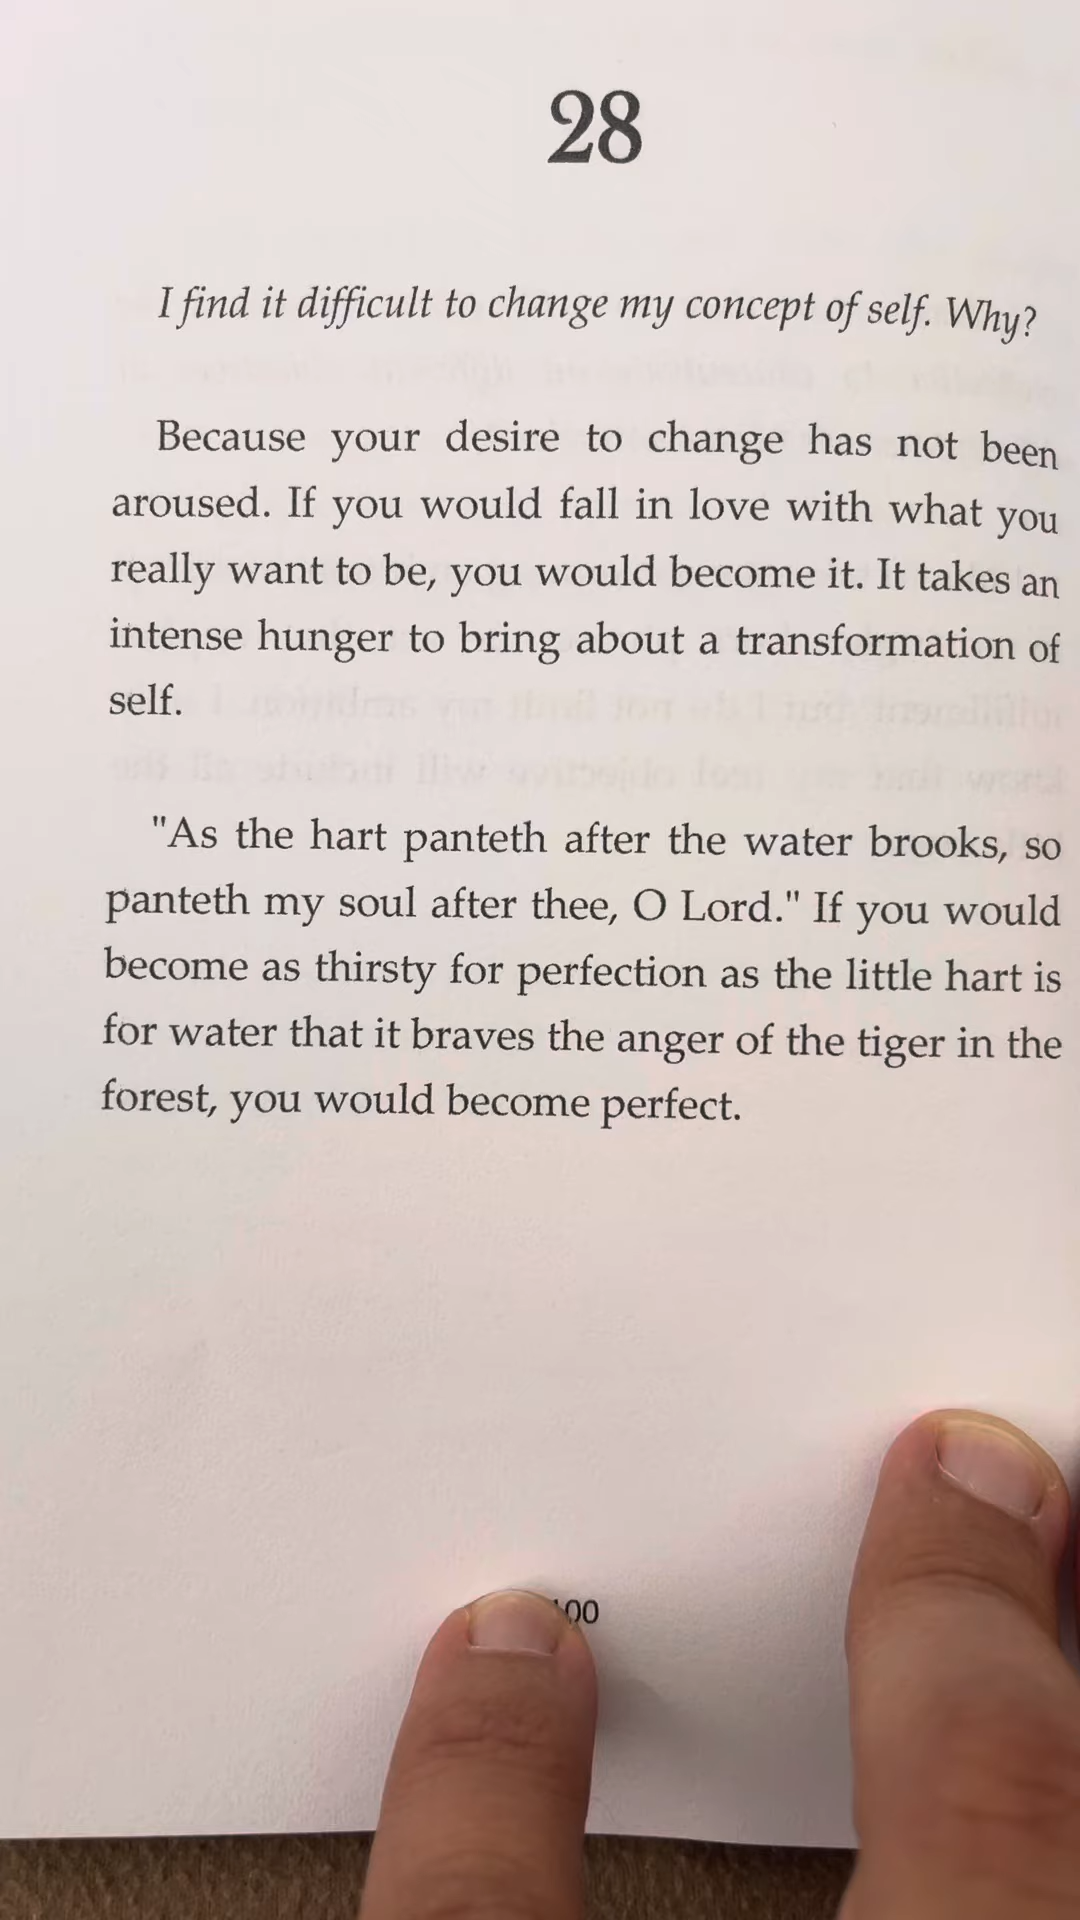 28
I find it difficult to change my concept of self. Why?
Because your desire to change has not been
aroused. If you would fall in love with what you
really want to be, you would become it. It takes an
intense hunger to bring about a transformation of
self.
"As the hart panteth after the water brooks, so
panteth my soul after thee, O Lord." If you would
become as thirsty for perfection as the little hart is
for water that it braves the anger of the tiger in the
forest, you would become perfect.